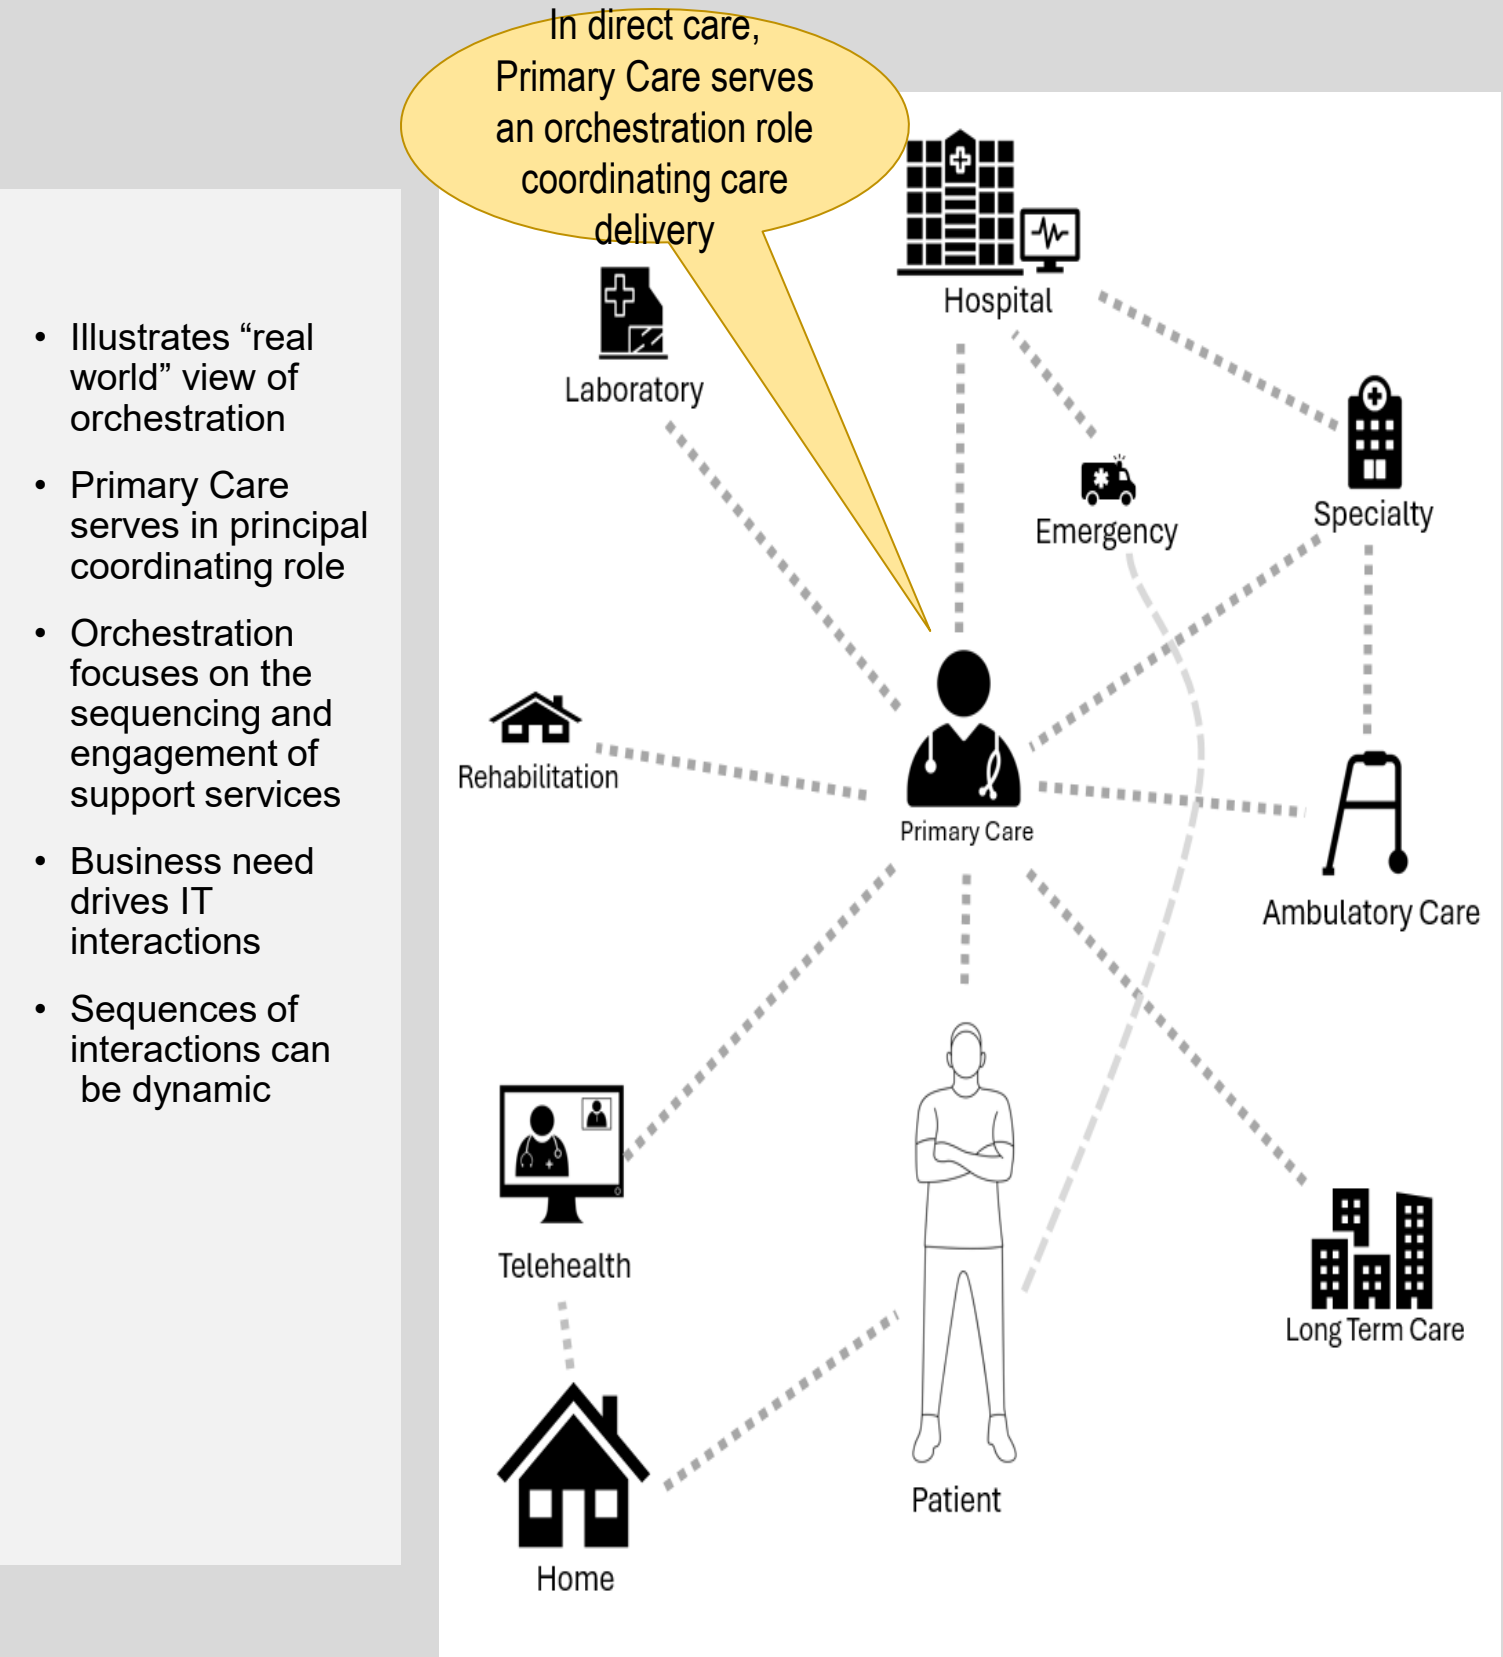 In direct care,
Primary Care serves
an orchestration role
coordinating care
delivery
• Illustrates “real
world” view of
orchestration
• Primary Care
serves in principal
coordinating role
• Orchestration
focuses on the
sequencing and
engagement of
support services
• Business need
drives IT
interactions
• Sequences of
interactions can
be dynamic
Hospital
Laboratory
Emergency
Specialty
Rehabilitation
Primary Care
Ambulatory Care
Telehealth
Long Term Care
Patient
Home